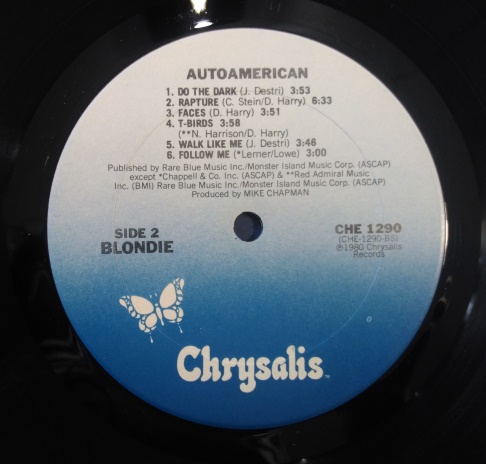 AUTOAMERICAN
1. DO THE DARK (J. Destri) 3:53
2. RAPTURE (C. Stein/D. Harry) 6:33
3. FACES (D. Harry) 3:51
4. T-BIRDS 3:58
(**N. Harrison/D. Harry)
5. WALK LIKE ME (J. Destri) 3:46
6. FOLLOW ME (*Lerner/Lowe) 3:00
Published by Rare Blue Music Inc./Monster Island Music Corp. (ASCAP)
except *Chappell & Co. Inc. (ASCAP) & **Red Admiral Music
Inc. (BMI) Rare Blue Music Inc./Monster Island Music Corp. (ASCAP)
Produced by MIKE CHAPMAN
SIDE 2
BLONDIE
CHE 1290
(CHE-1290-BS)
℗1980 Chrysalis
Records
Chrysalis™